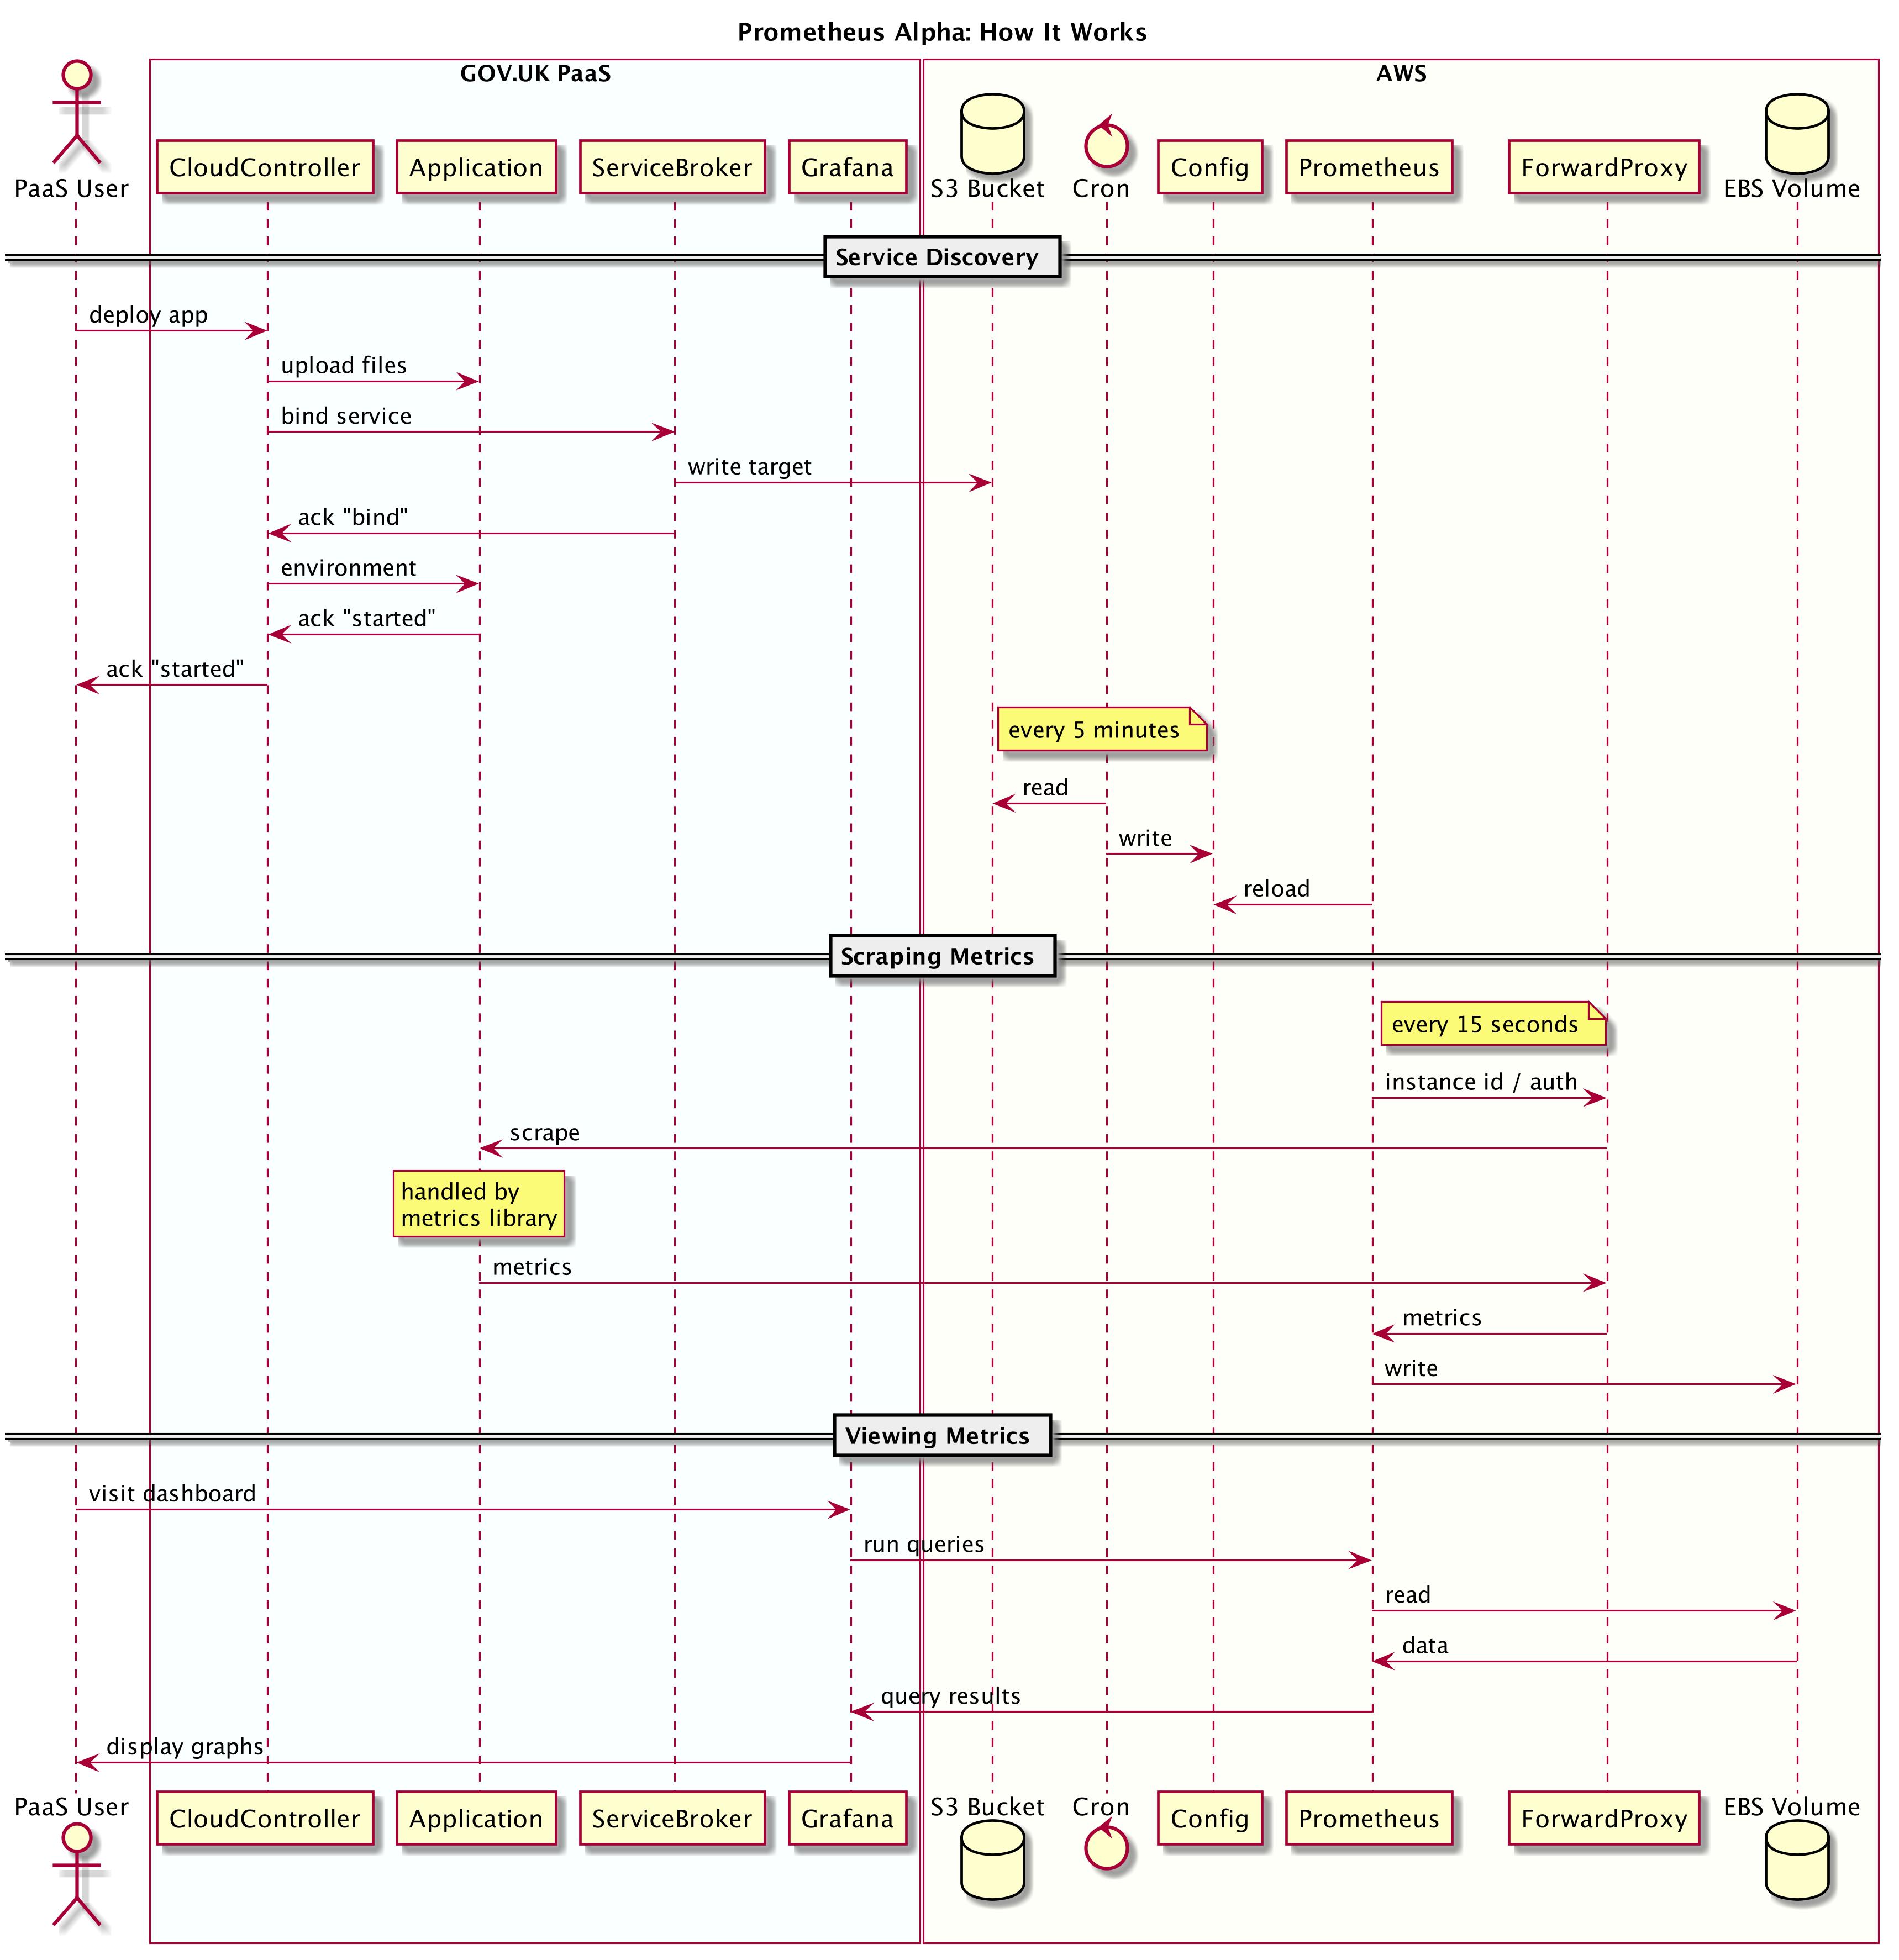 Prometheus Alpha: How It Works
GOV.UK PaaS
AWS
PaaS User
CloudController
Application
ServiceBroker
Grafana
S3 Bucket
Cron
Config
Prometheus
ForwardProxy
EBS Volume
Service Discovery
deploy app
upload files
bind service
write target
ack "bind"
environment
ack "started"
ack "started"
every 5 minutes
read
write
reload
Scraping Metrics
every 15 seconds
instance id / auth
scrape
handled by
metrics library
metrics
metrics
write
Viewing Metrics
visit dashboard
run queries
read
data
query results
display graphs
PaaS User
CloudController
Application
ServiceBroker
Grafana
S3 Bucket
Cron
Config
Prometheus
ForwardProxy
EBS Volume